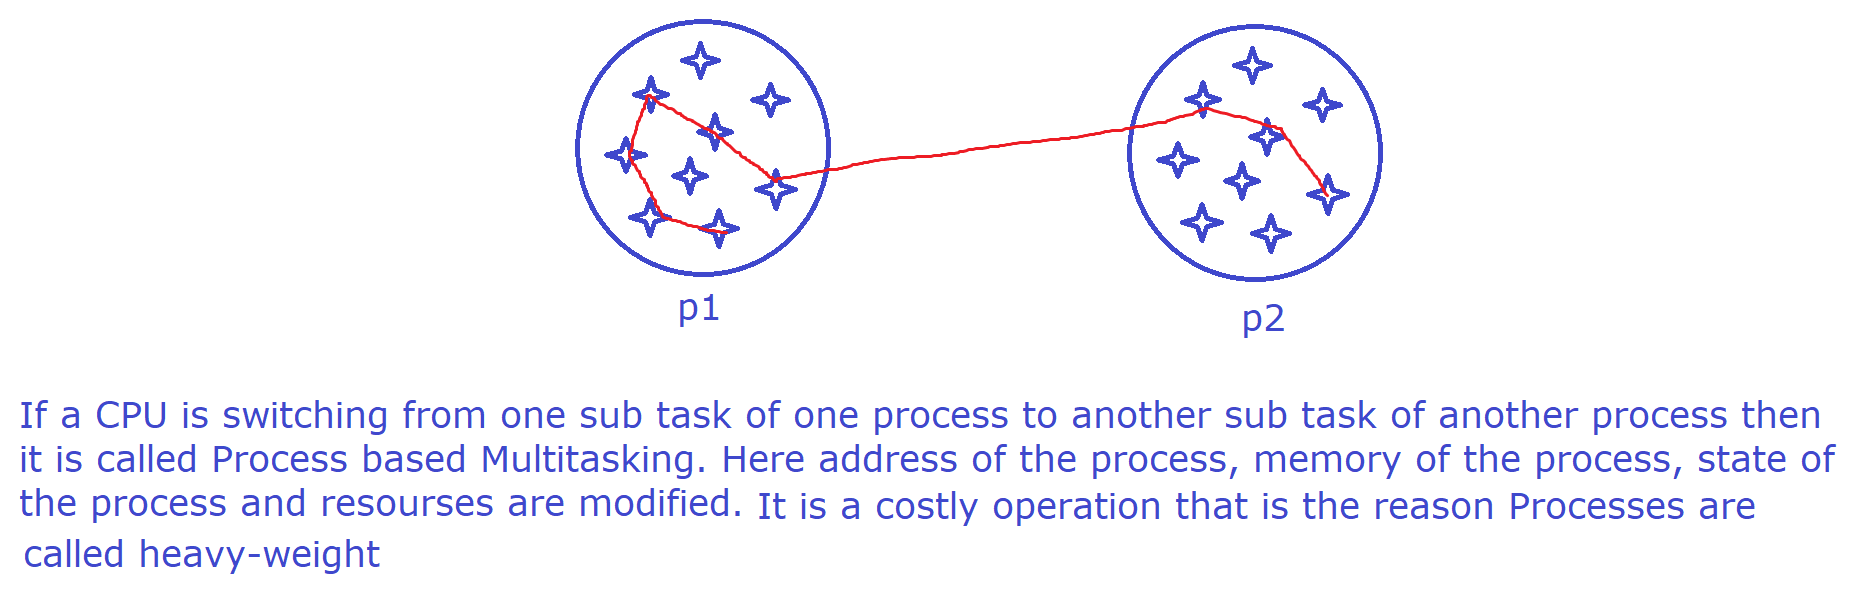 p1
p2
If a CPU is switching from one sub task of one process to another sub task of another process then
it is called Process based Multitasking. Here address of the process, memory of the process, state of
the process and resourses are modified. It is a costly operation that is the reason Processes are
called heavy-weight